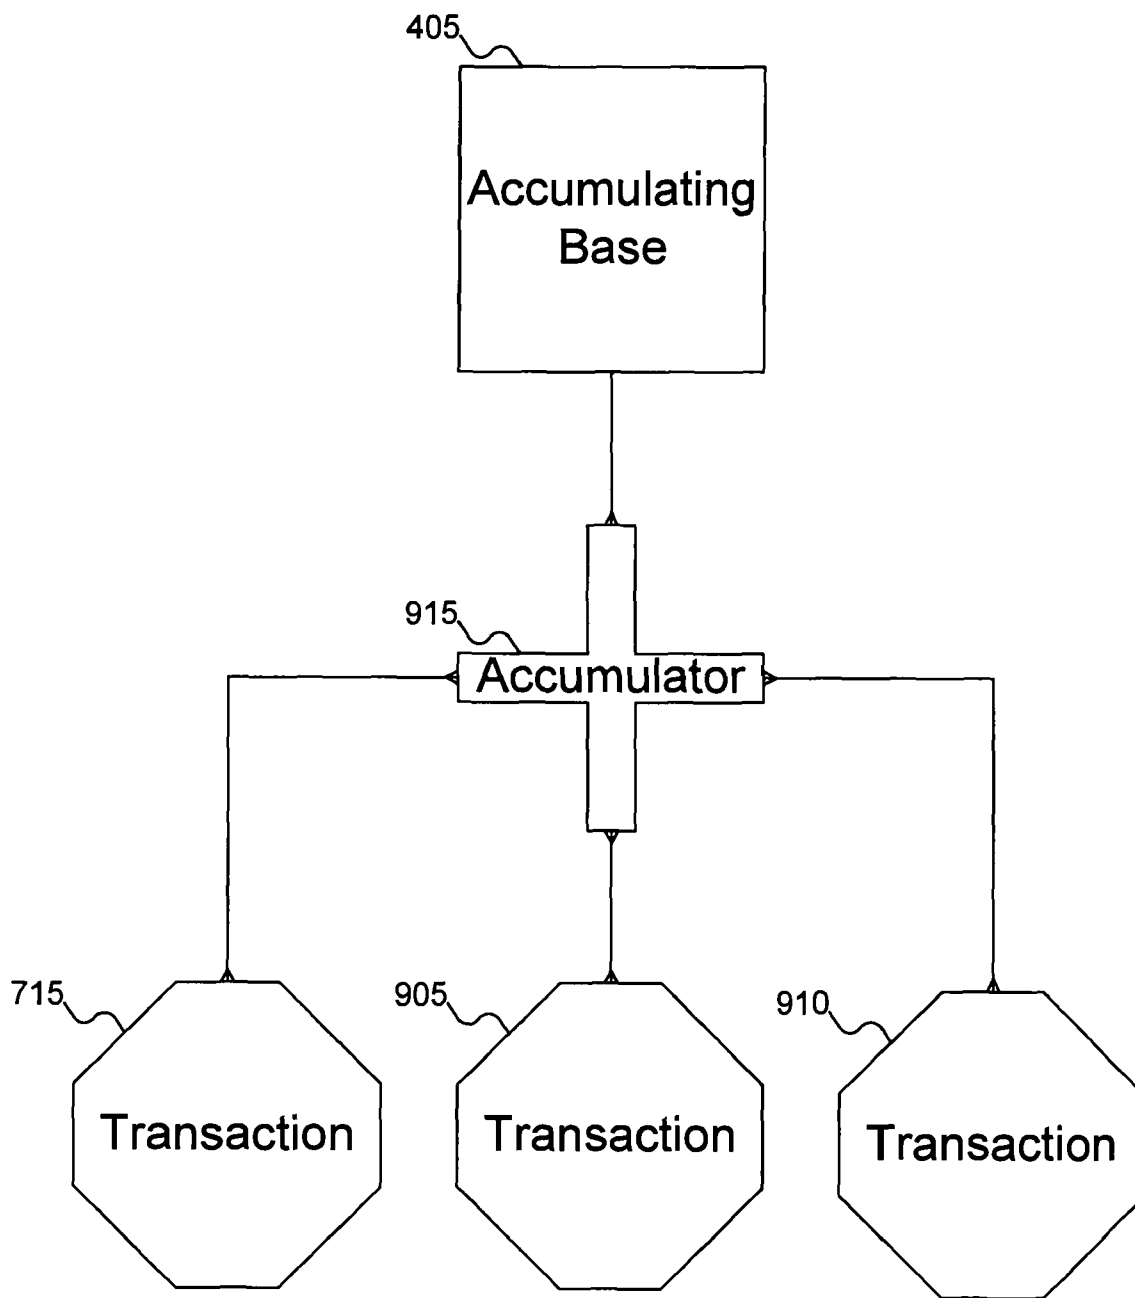 405
Accumulating
Base
915
Accumulator
715
905
910
Transaction
Transaction
Transaction